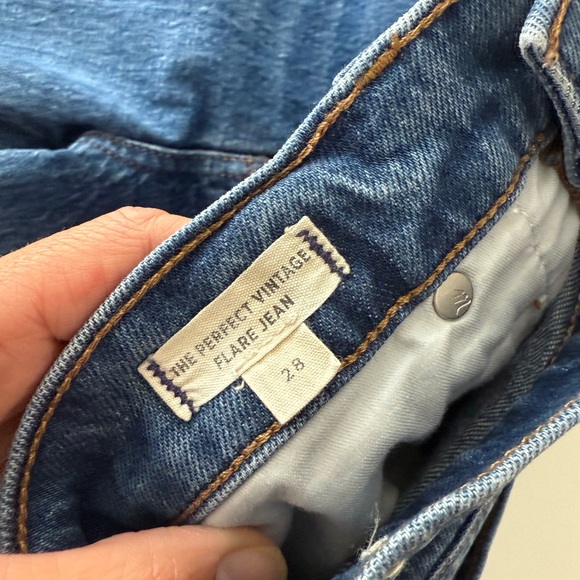 THE PERFECT VINTAGE
FLARE JEAN
28